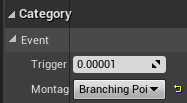 Category
Event
Trigger 0.00001
Montag Branching Poi